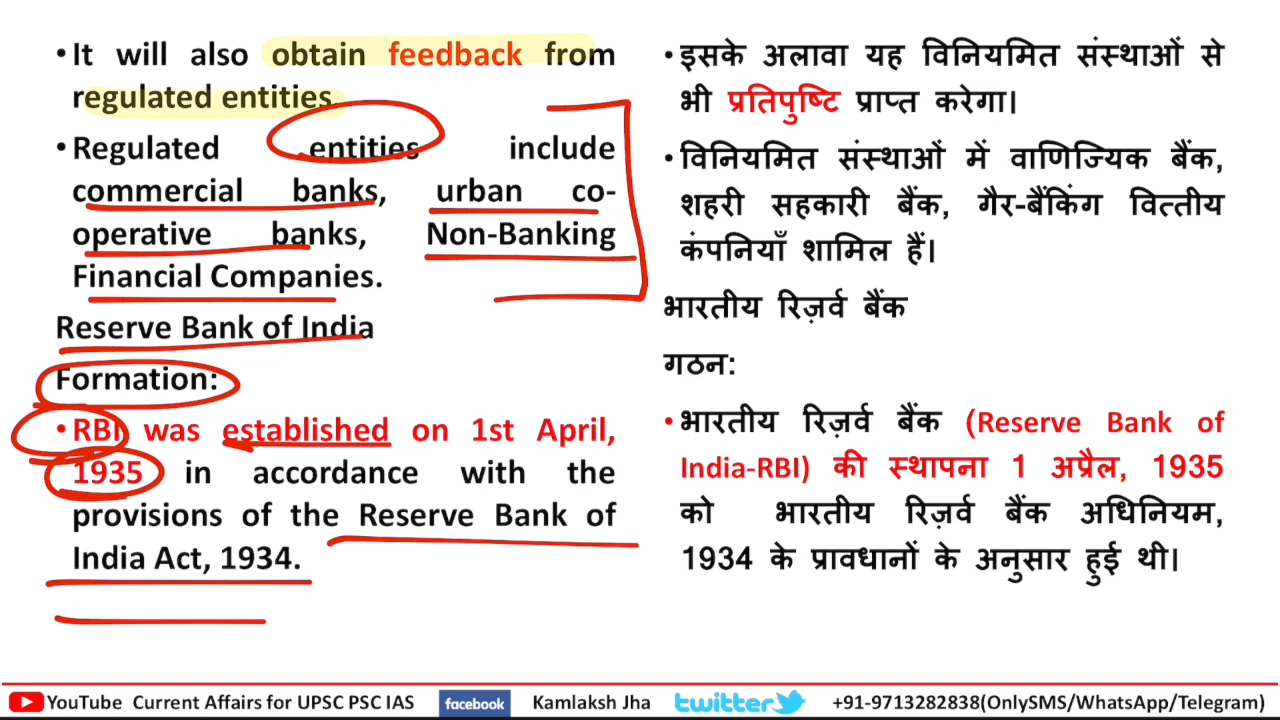 •It will also obtain feedback from
regulated entities.
•Regulated entities include
commercial banks, urban co-
operative banks, Non-Banking
Financial Companies.
Reserve Bank of India
Formation:
•RBI was established on 1st April,
1935 in accordance with the
provisions of the Reserve Bank of
India Act, 1934.
•इसके अलावा यह विनियमित संस्थाओं से
भी प्रतिपुष्टि प्राप्त करेगा।
•विनियमित संस्थाओं में वाणिज्यिक बैंक,
शहरी सहकारी बैंक, गैर-बैंकिंग वित्तीय
कंपनियाँ शामिल हैं।
भारतीय रिज़र्व बैंक
गठन:
•भारतीय रिज़र्व बैंक (Reserve Bank of
India-RBI) की स्थापना 1 अप्रैल, 1935
को भारतीय रिज़र्व बैंक अधिनियम,
1934 के प्रावधानों के अनुसार हुई थी।
YouTube Current Affairs for UPSC PSC IAS facebook Kamlaksh Jha twitter +91-9713282838(OnlySMS/WhatsApp/Telegram)